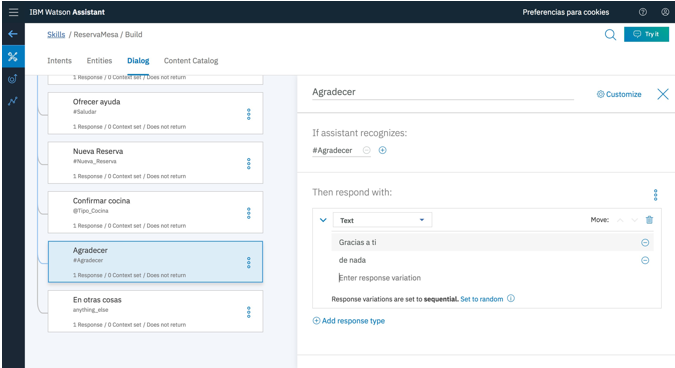 IBM Watson Assistant
Preferencias para cookies
Skills / ReservaMesa / Build
Try it
Intents
Entities
Dialog
Content Catalog
1 Response / 0 Context set / Does not return
Ofrecer ayuda
#Saludar
1 Response / 0 Context set / Does not return
Nueva Reserva
#Nueva_Reserva
1 Response / 0 Context set / Does not return
Confirmar cocina
@Tipo_Cocina
1 Response / 0 Context set / Does not return
Agradecer
#Agradecer
1 Response / 0 Context set / Does not return
En otras cosas
anything_else
1 Response / 0 Context set / Does not return
Agradecer
Customize
If assistant recognizes:
#Agradecer
Then respond with:
Text
Move:
Gracias a ti
de nada
Enter response variation
Response variations are set to sequential. Set to random
Add response type